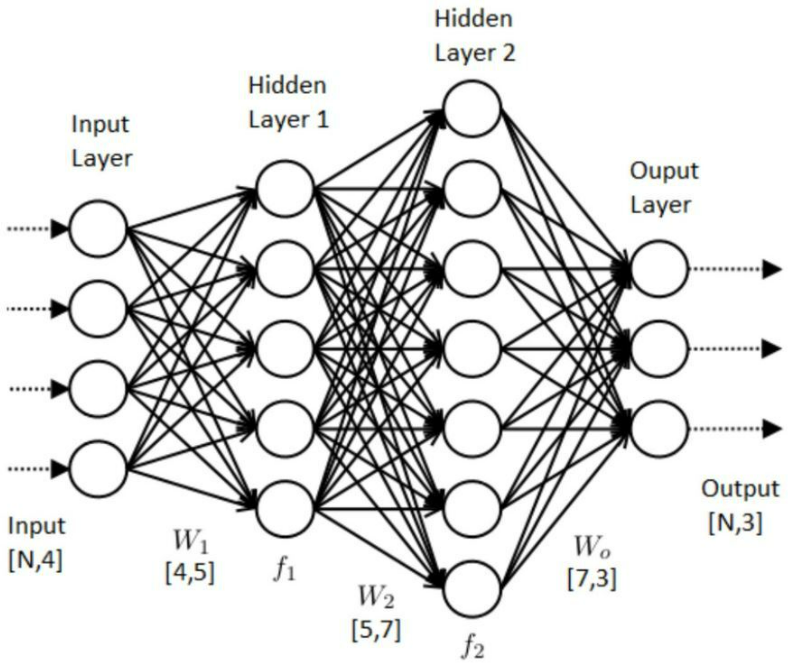 Hidden
Layer 2
Hidden
Layer 1
Input
Layer
Ouput
Layer
Input
[N,4]
W₁
[4,5]
f₁
W₂
[5,7]
f₂
Wₒ
[7,3]
Output
[N,3]